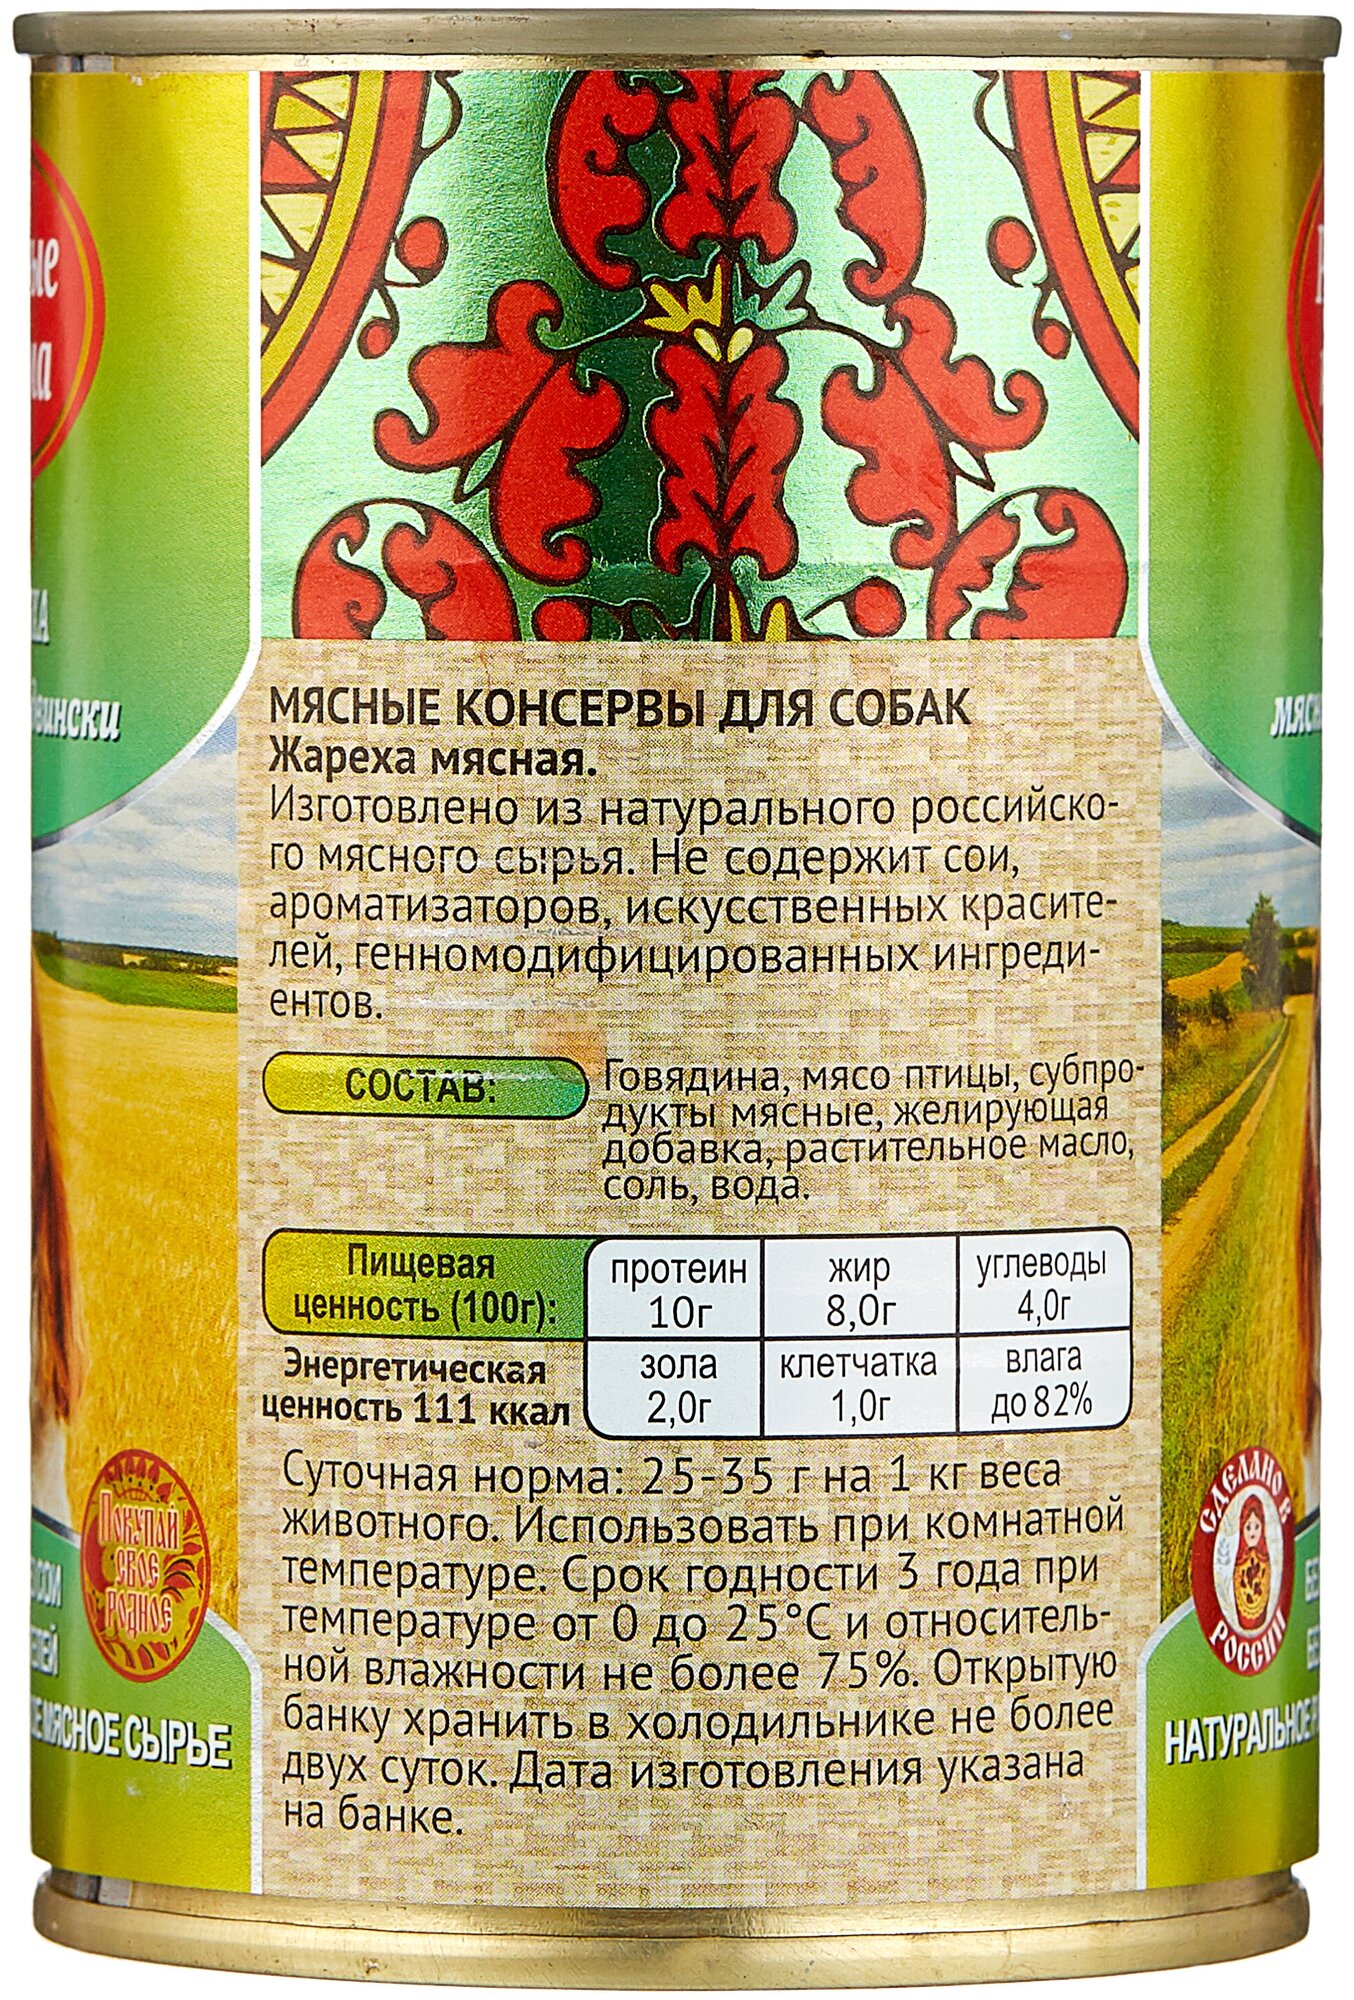 МЯСНЫЕ КОНСЕРВЫ ДЛЯ СОБАК
Жареха мясная.
Изготовлено из натурального российско-
го мясного сырья. Не содержит сои,
ароматизаторов, искусственных красите-
лей, генномодифицированных ингреди-
ентов.
СОСТАВ:
Говядина, мясо птицы, субпро-
дукты мясные, желирующая
добавка, растительное масло,
соль, вода.
Пищевая
ценность (100г):
протеин
10г
жир
8,0г
углеводы
4,0г
Энергетическая
ценность 111 ккал
зола
2,0г
клетчатка
1,0г
влага
до 82%
Суточная норма: 25-35 г на 1 кг веса
животного. Использовать при комнатной
температуре. Срок годности 3 года при
температуре от 0 до 25°С и относитель-
ной влажности не более 75%. Открытую
банку хранить в холодильнике не более
двух суток. Дата изготовления указана
на банке.
ПОКУПАЙ
СВОЕ
РОДНОЕ
МЯСНОЕ СЫРЬЕ
СДЕЛАНО В
РОССИИ
НАТУРАЛЬНОЕ